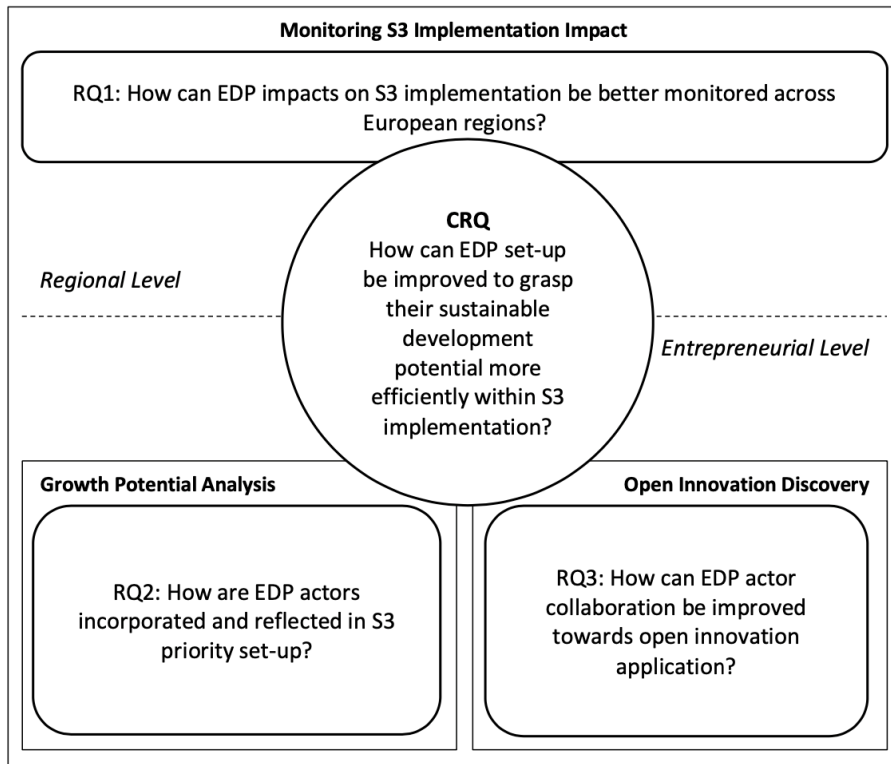 Monitoring S3 Implementation Impact
RQ1: How can EDP impacts on S3 implementation be better monitored across
European regions?
CRQ
How can EDP set-up
be improved to grasp
their sustainable
development
potential more
efficiently within S3
implementation?
Regional Level
Entrepreneurial Level
Growth Potential Analysis
RQ2: How are EDP actors
incorporated and reflected in S3
priority set-up?
Open Innovation Discovery
RQ3: How can EDP actor
collaboration be improved
towards open innovation
application?